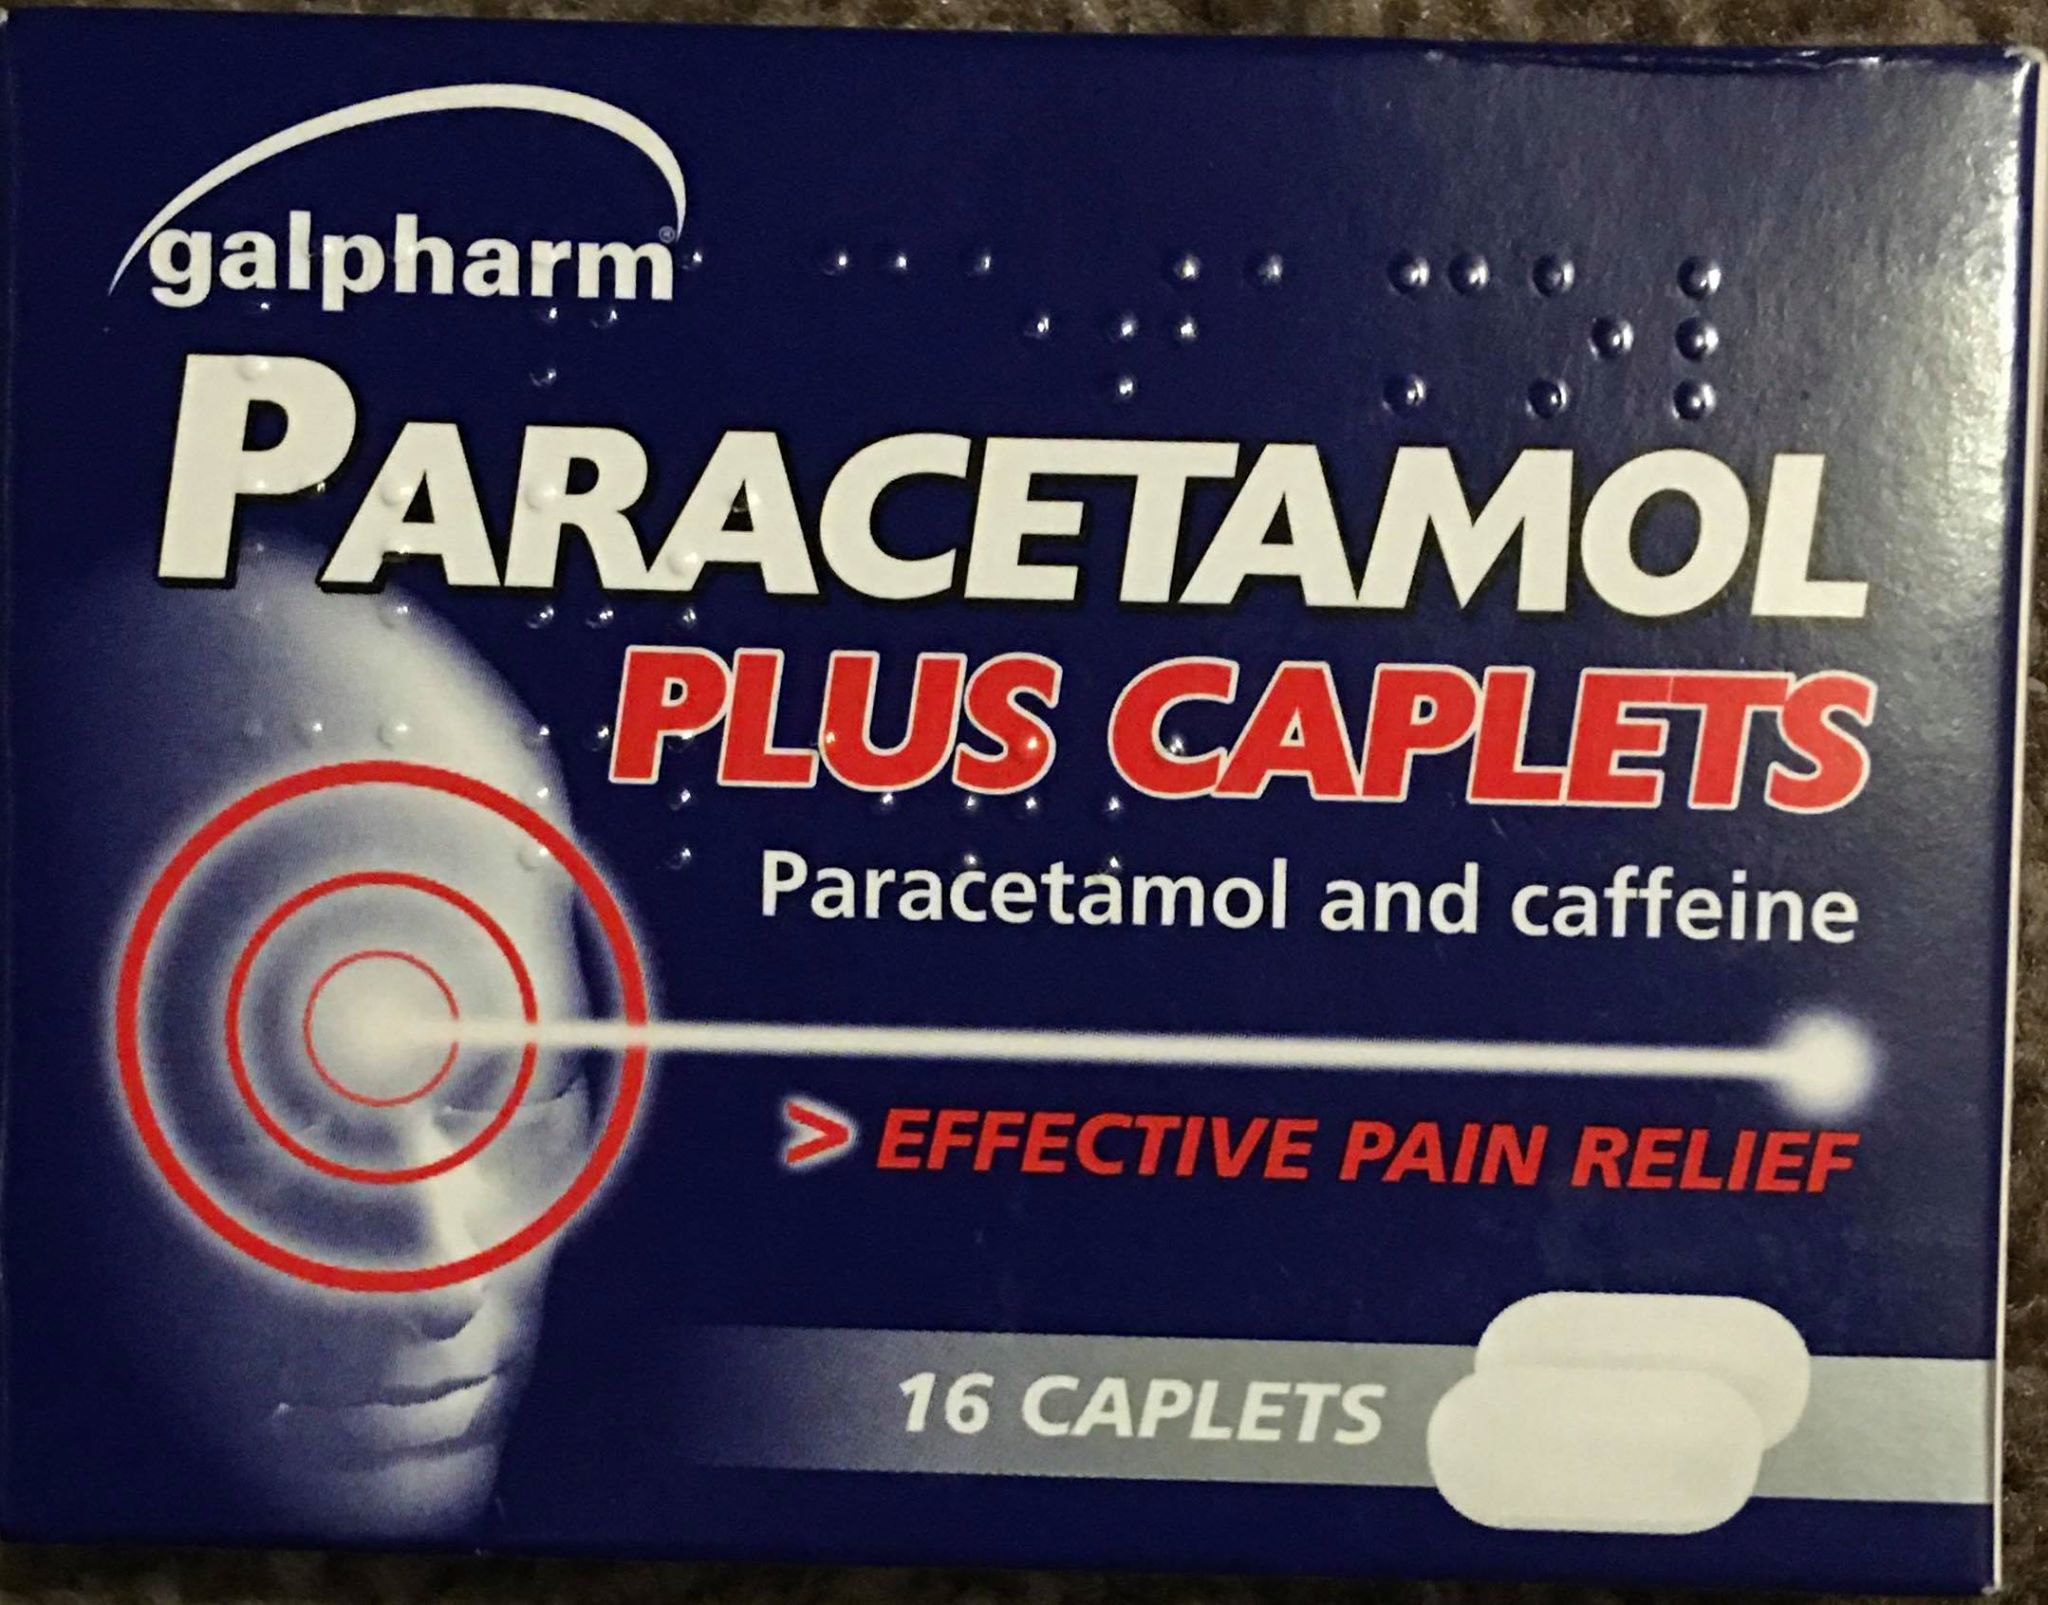 galpharm®
PARACETAMOL
PLUS CAPLETS
Paracetamol and caffeine
> EFFECTIVE PAIN RELIEF
16 CAPLETS